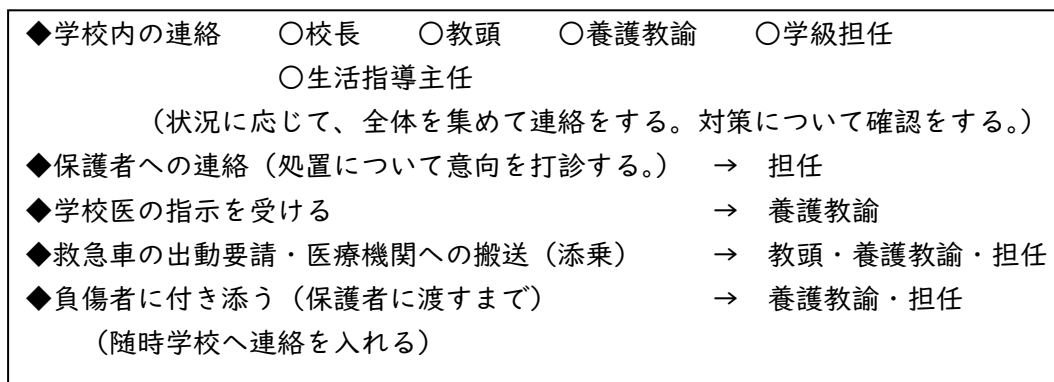 ◆学校内の連絡　　○校長　　○教頭　　○養護教諭　　○学級担任
○生活指導主任
（状況に応じて、全体を集めて連絡をする。対策について確認をする。）
◆保護者への連絡（処置について意向を打診する。）　→　担任
◆学校医の指示を受ける　→　養護教諭
◆救急車の出動要請・医療機関への搬送（添乗）　→　教頭・養護教諭・担任
◆負傷者に付き添う（保護者に渡すまで）　→　養護教諭・担任
（随時学校へ連絡を入れる）